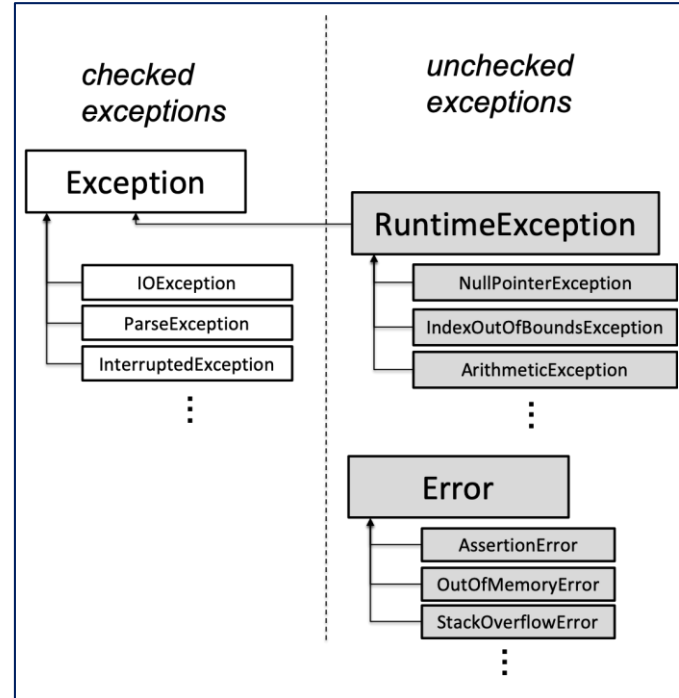 checked
exceptions
unchecked
exceptions
Exception
RuntimeException
IOException
ParseException
InterruptedException
⋮
NullPointerException
IndexOutOfBoundsException
ArithmeticException
⋮
Error
AssertionError
OutOfMemoryError
StackOverflowError
⋮